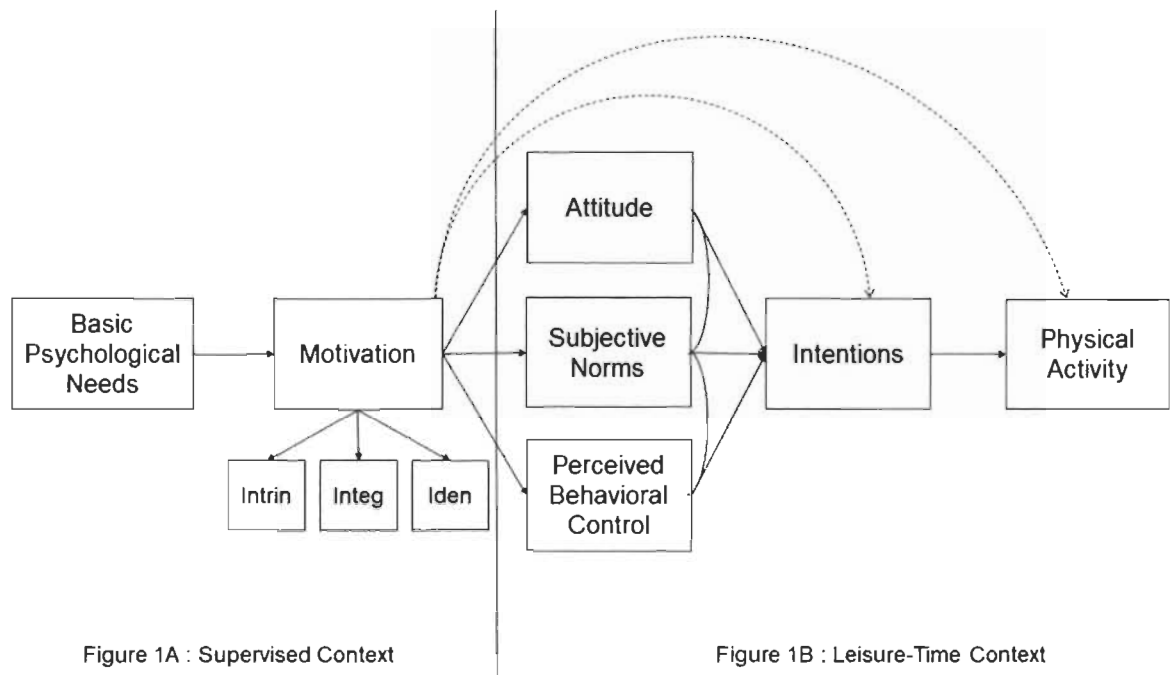 Basic
Psychological
Needs
Motivation
Intrin
Integ
Iden
Attitude
Subjective
Norms
Perceived
Behavioral
Control
Intentions
Physical
Activity
Figure 1A : Supervised Context
Figure 1B : Leisure-Time Context